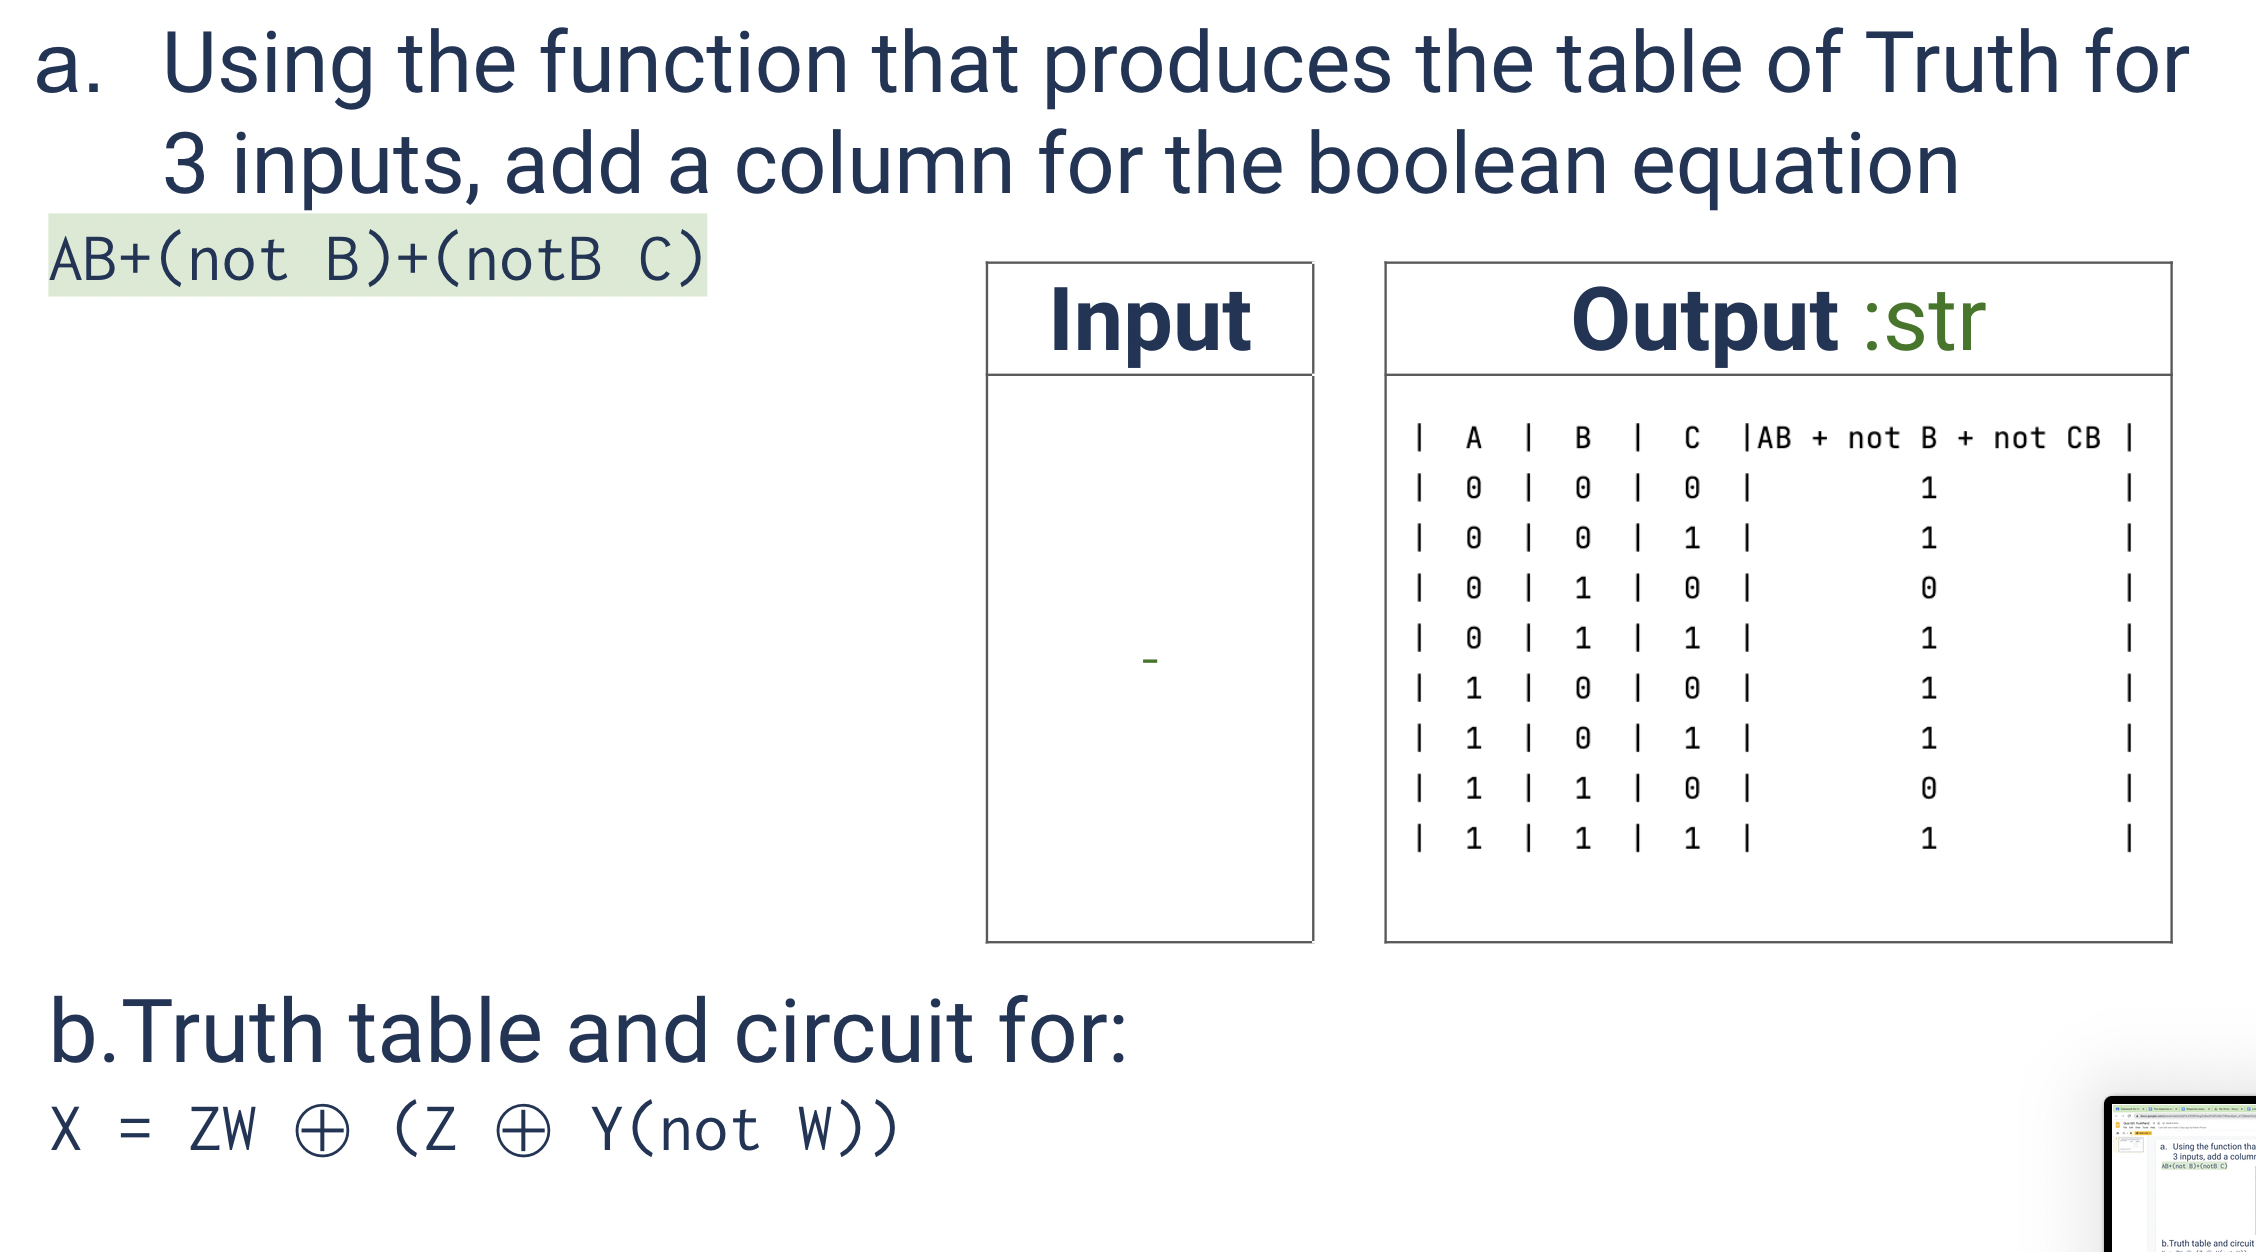 a. Using the function that produces the table of Truth for
3 inputs, add a column for the boolean equation
AB+(not B)+(notB C)
Input
Output :str
| A | B | C |AB + not B + not CB |
| 0 | 0 | 0 | 1 |
| 0 | 0 | 1 | 1 |
| 0 | 1 | 0 | 0 |
| 0 | 1 | 1 | 1 |
| 1 | 0 | 0 | 1 |
| 1 | 0 | 1 | 1 |
| 1 | 1 | 0 | 0 |
| 1 | 1 | 1 | 1 |
-
b.Truth table and circuit for:
X = ZW ⊕ (Z ⊕ Y(not W))
a. Using the function tha
3 inputs, add a column
AB+(not B)+(notB C)
b.Truth table and circuit